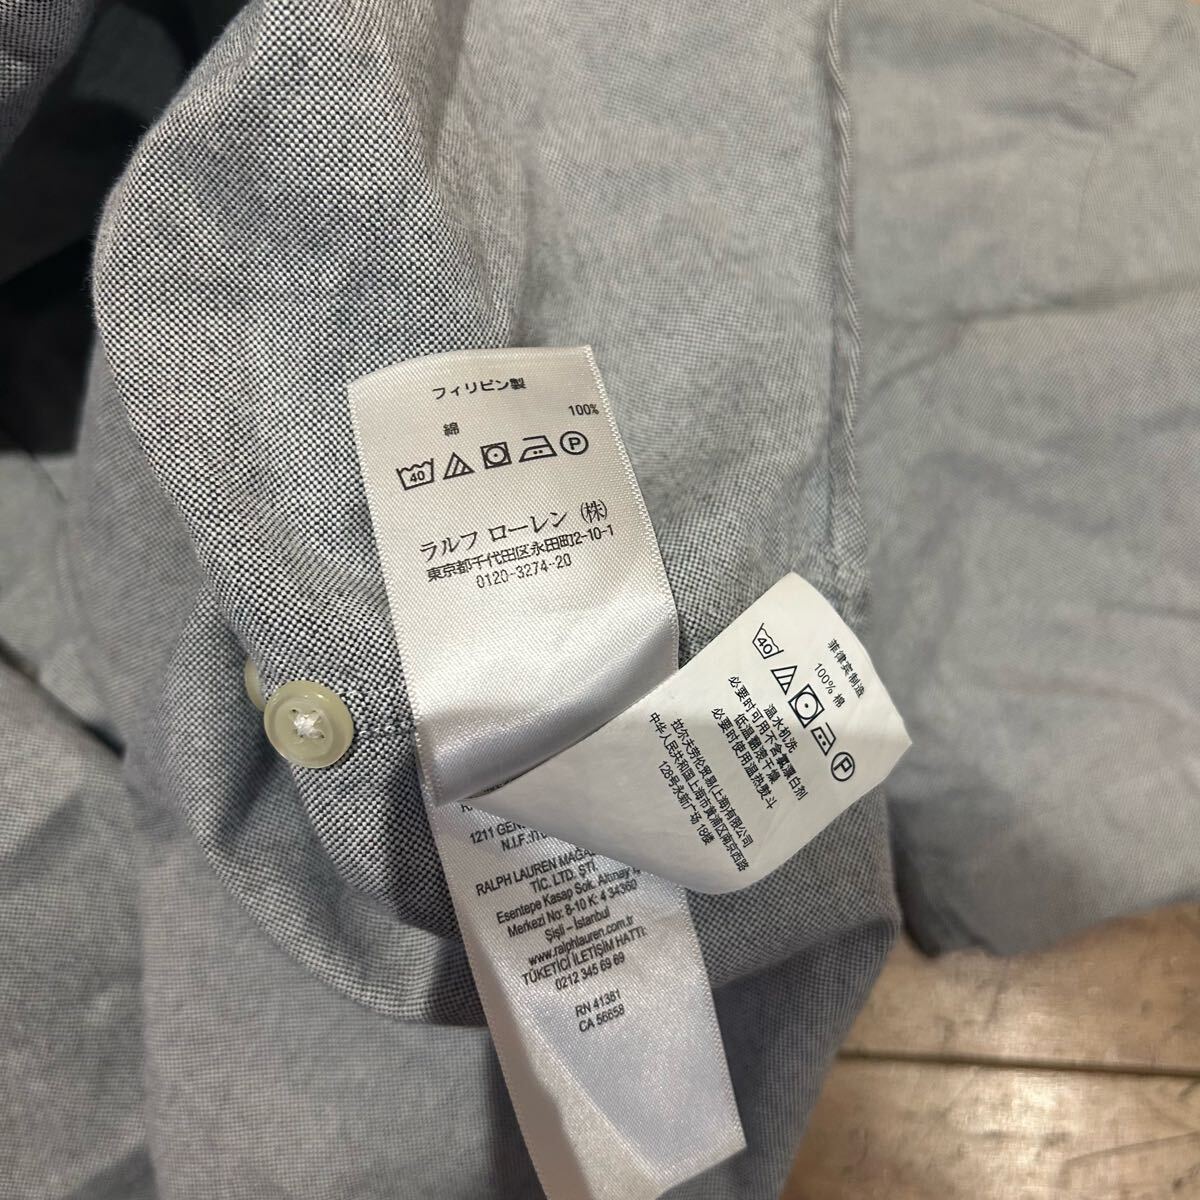 フィリピン製
綿 100%
40 P
ラルフ ローレン (株)
東京都千代田区永田町2-10-1
0120-3274-20
菲律宾制造
100% 棉
40 P
温水机洗
必要时可用不含氯漂白剂
低温翻滚干燥
必要时使用温热熨斗
拉尔夫劳伦贸易(上海)有限公司
中华人民共和国上海市黄浦区南京西路
128号永新广场 18楼
1211 GEN
N.I.F.:IT
RALPH LAUREN MAGA
TIC. LTD. ŞTİ.
Esentepe Kasap Sok. Altınay
Merkezi No: 8-10 K: 4 34360
Şişli – İstanbul
www.ralphlauren.com.tr
TÜKETİCİ İLETİŞİM HATTI:
0212 345 69 69
RN 41381
CA 56658